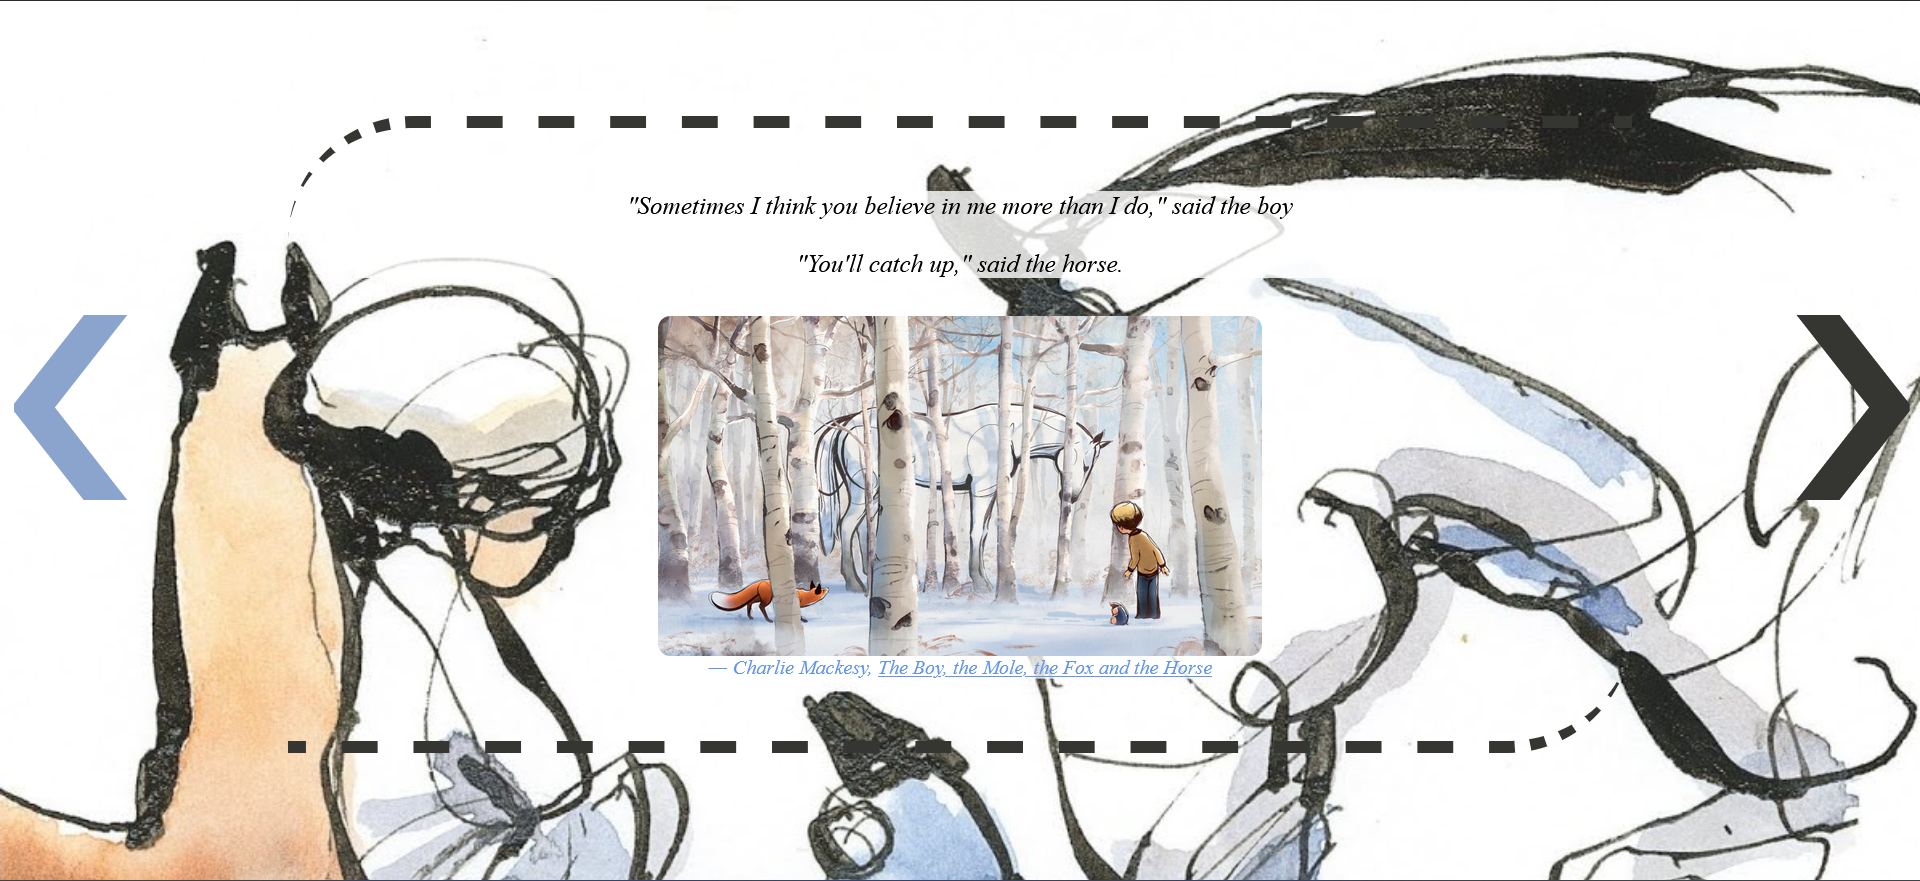 "Sometimes I think you believe in me more than I do," said the boy
"You'll catch up," said the horse.
— Charlie Mackesy, The Boy, the Mole, the Fox and the Horse